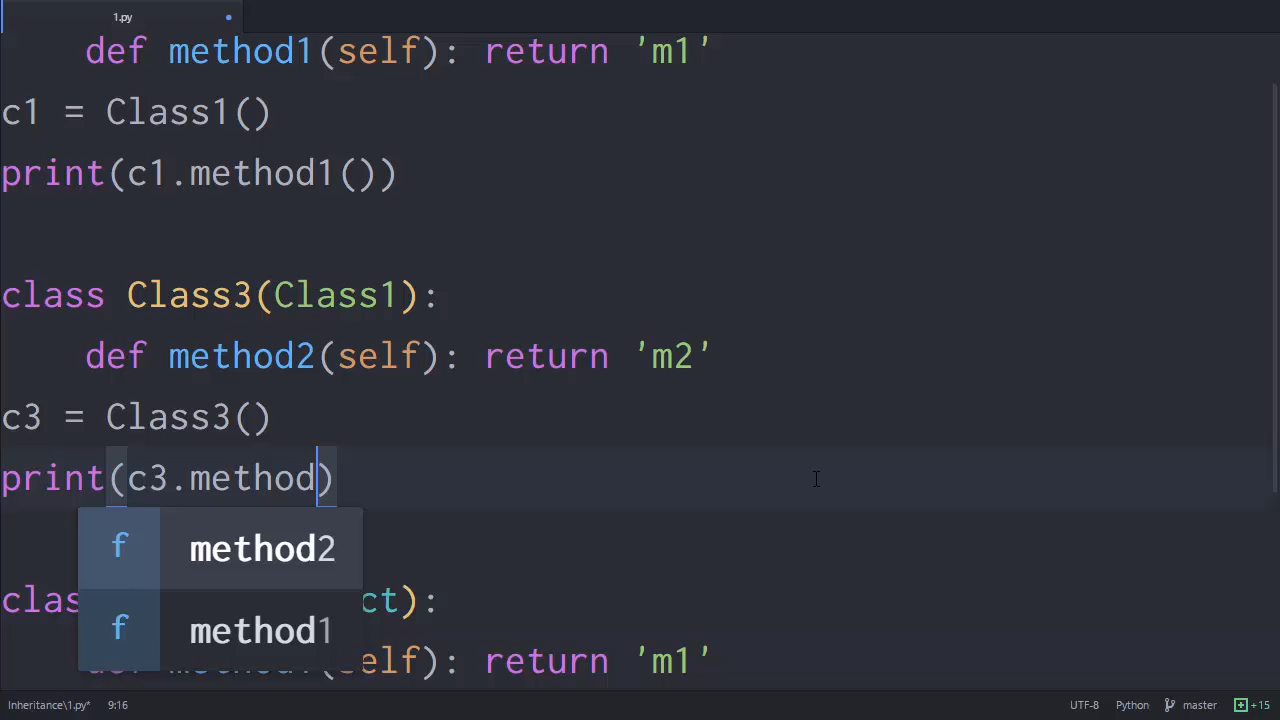 1.py
def method1(self): return 'm1'
c1 = Class1()
print(c1.method1())
class Class3(Class1):
def method2(self): return 'm2'
c3 = Class3()
print(c3.method)
f method2
clas ct):
f method1
elf): return 'm1'
Inheritance\1.py* 9:16 UTF-8 Python master +15